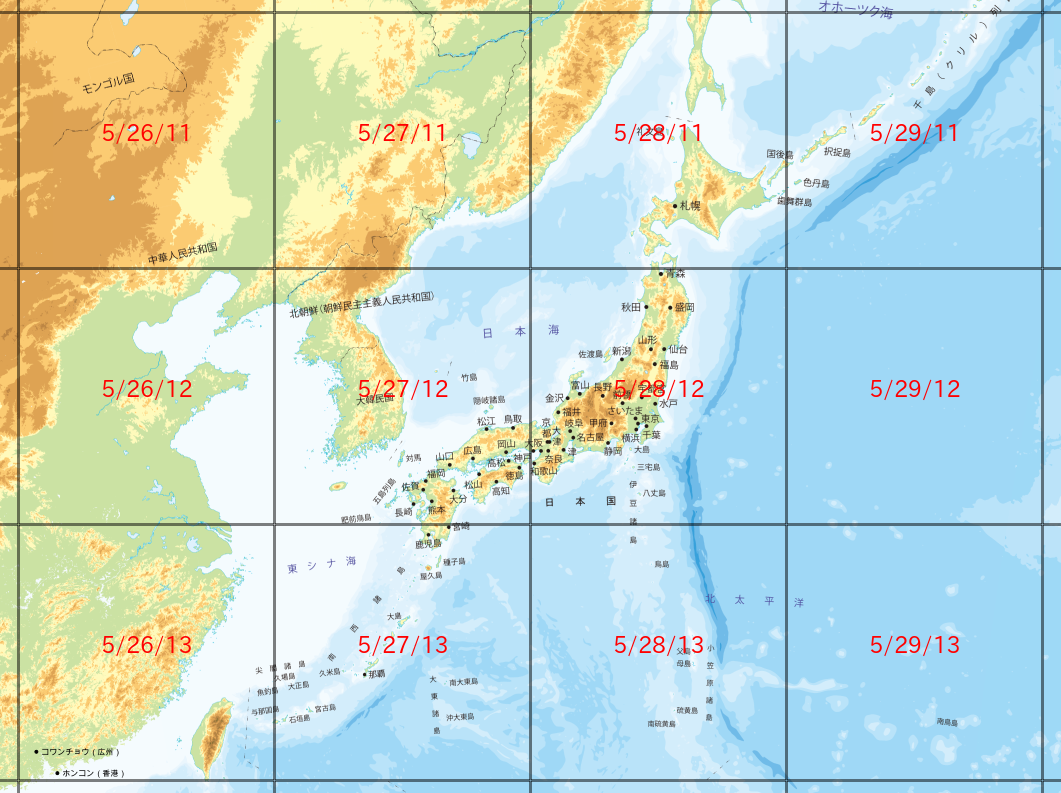 オホーツク海
千島(クリル)列
モンゴル国
5/26/11
5/27/11
5/28/11
5/29/11
国後島
択捉島
色丹島
歯舞群島
札幌
中華人民共和国
青森
北朝鮮(朝鮮民主主義人民共和国)
秋田
盛岡
日本海
山形
仙台
佐渡島
新潟
福島
竹島
富山
長野
5/26/12
5/27/12
5/28/12
5/29/12
大韓民国
隠岐諸島
金沢
水戸
福井
さいたま
松江
鳥取
京都
岐阜
甲府
東京
大津
名古屋
横浜
千葉
岡山
大阪
津
静岡
大島
対馬
山口
広島
高松
神戸
奈良
三宅島
福岡
徳島
和歌山
佐賀
松山
高知
伊豆諸島
八丈島
五島列島
大分
長崎
熊本
日本国
肥前鳥島
宮崎
鹿児島
東シナ海
種子島
屋久島
鳥島
北太平洋
南西諸島
大島
5/26/13
5/27/13
5/28/13
5/29/13
父島
母島
小笠原諸島
尖閣諸島
久場島
久米島
那覇
魚釣島
大正島
大東諸島
南大東島
与那国島
宮古島
石垣島
沖大東島
硫黄島
南硫黄島
南鳥島
コワンチョウ(広州)
ホンコン(香港)